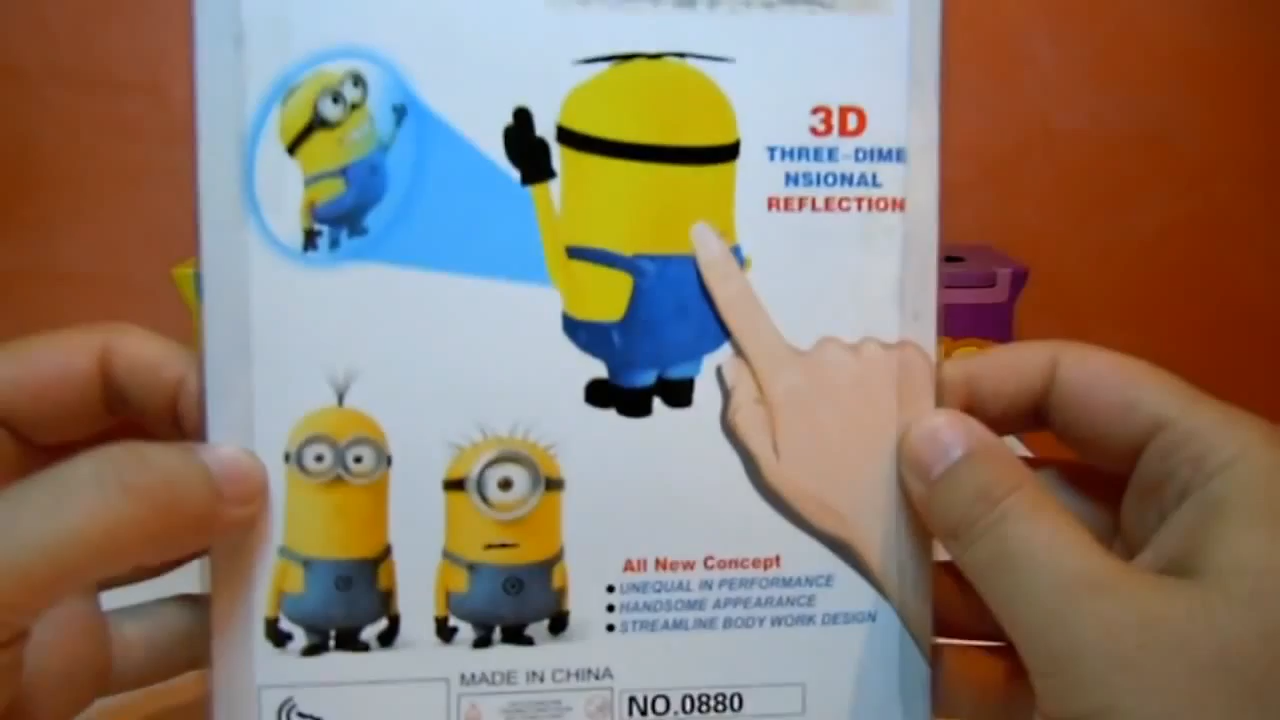 3D
THREE-DIME
NSIONAL
REFLECTION
All New Concept
● UNEQUAL IN PERFORMANCE
● HANDSOME APPEARANCE
● STREAMLINE BODY WORK DESIGN
MADE IN CHINA
NO.0880